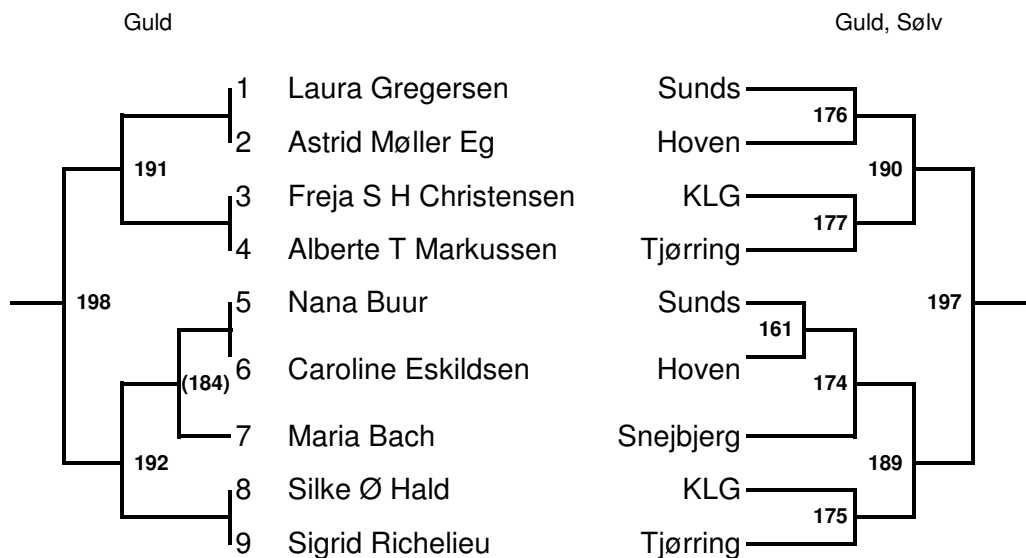 Guld Guld, Sølv
1 Laura Gregersen Sunds
176
2 Astrid Møller Eg Hoven
191 190
3 Freja S H Christensen KLG
177
4 Alberte T Markussen Tjørring
198 5 Nana Buur Sunds 197
161
6 Caroline Eskildsen Hoven
(184) 174
7 Maria Bach Snejbjerg
192 189
8 Silke Ø Hald KLG
175
9 Sigrid Richelieu Tjørring